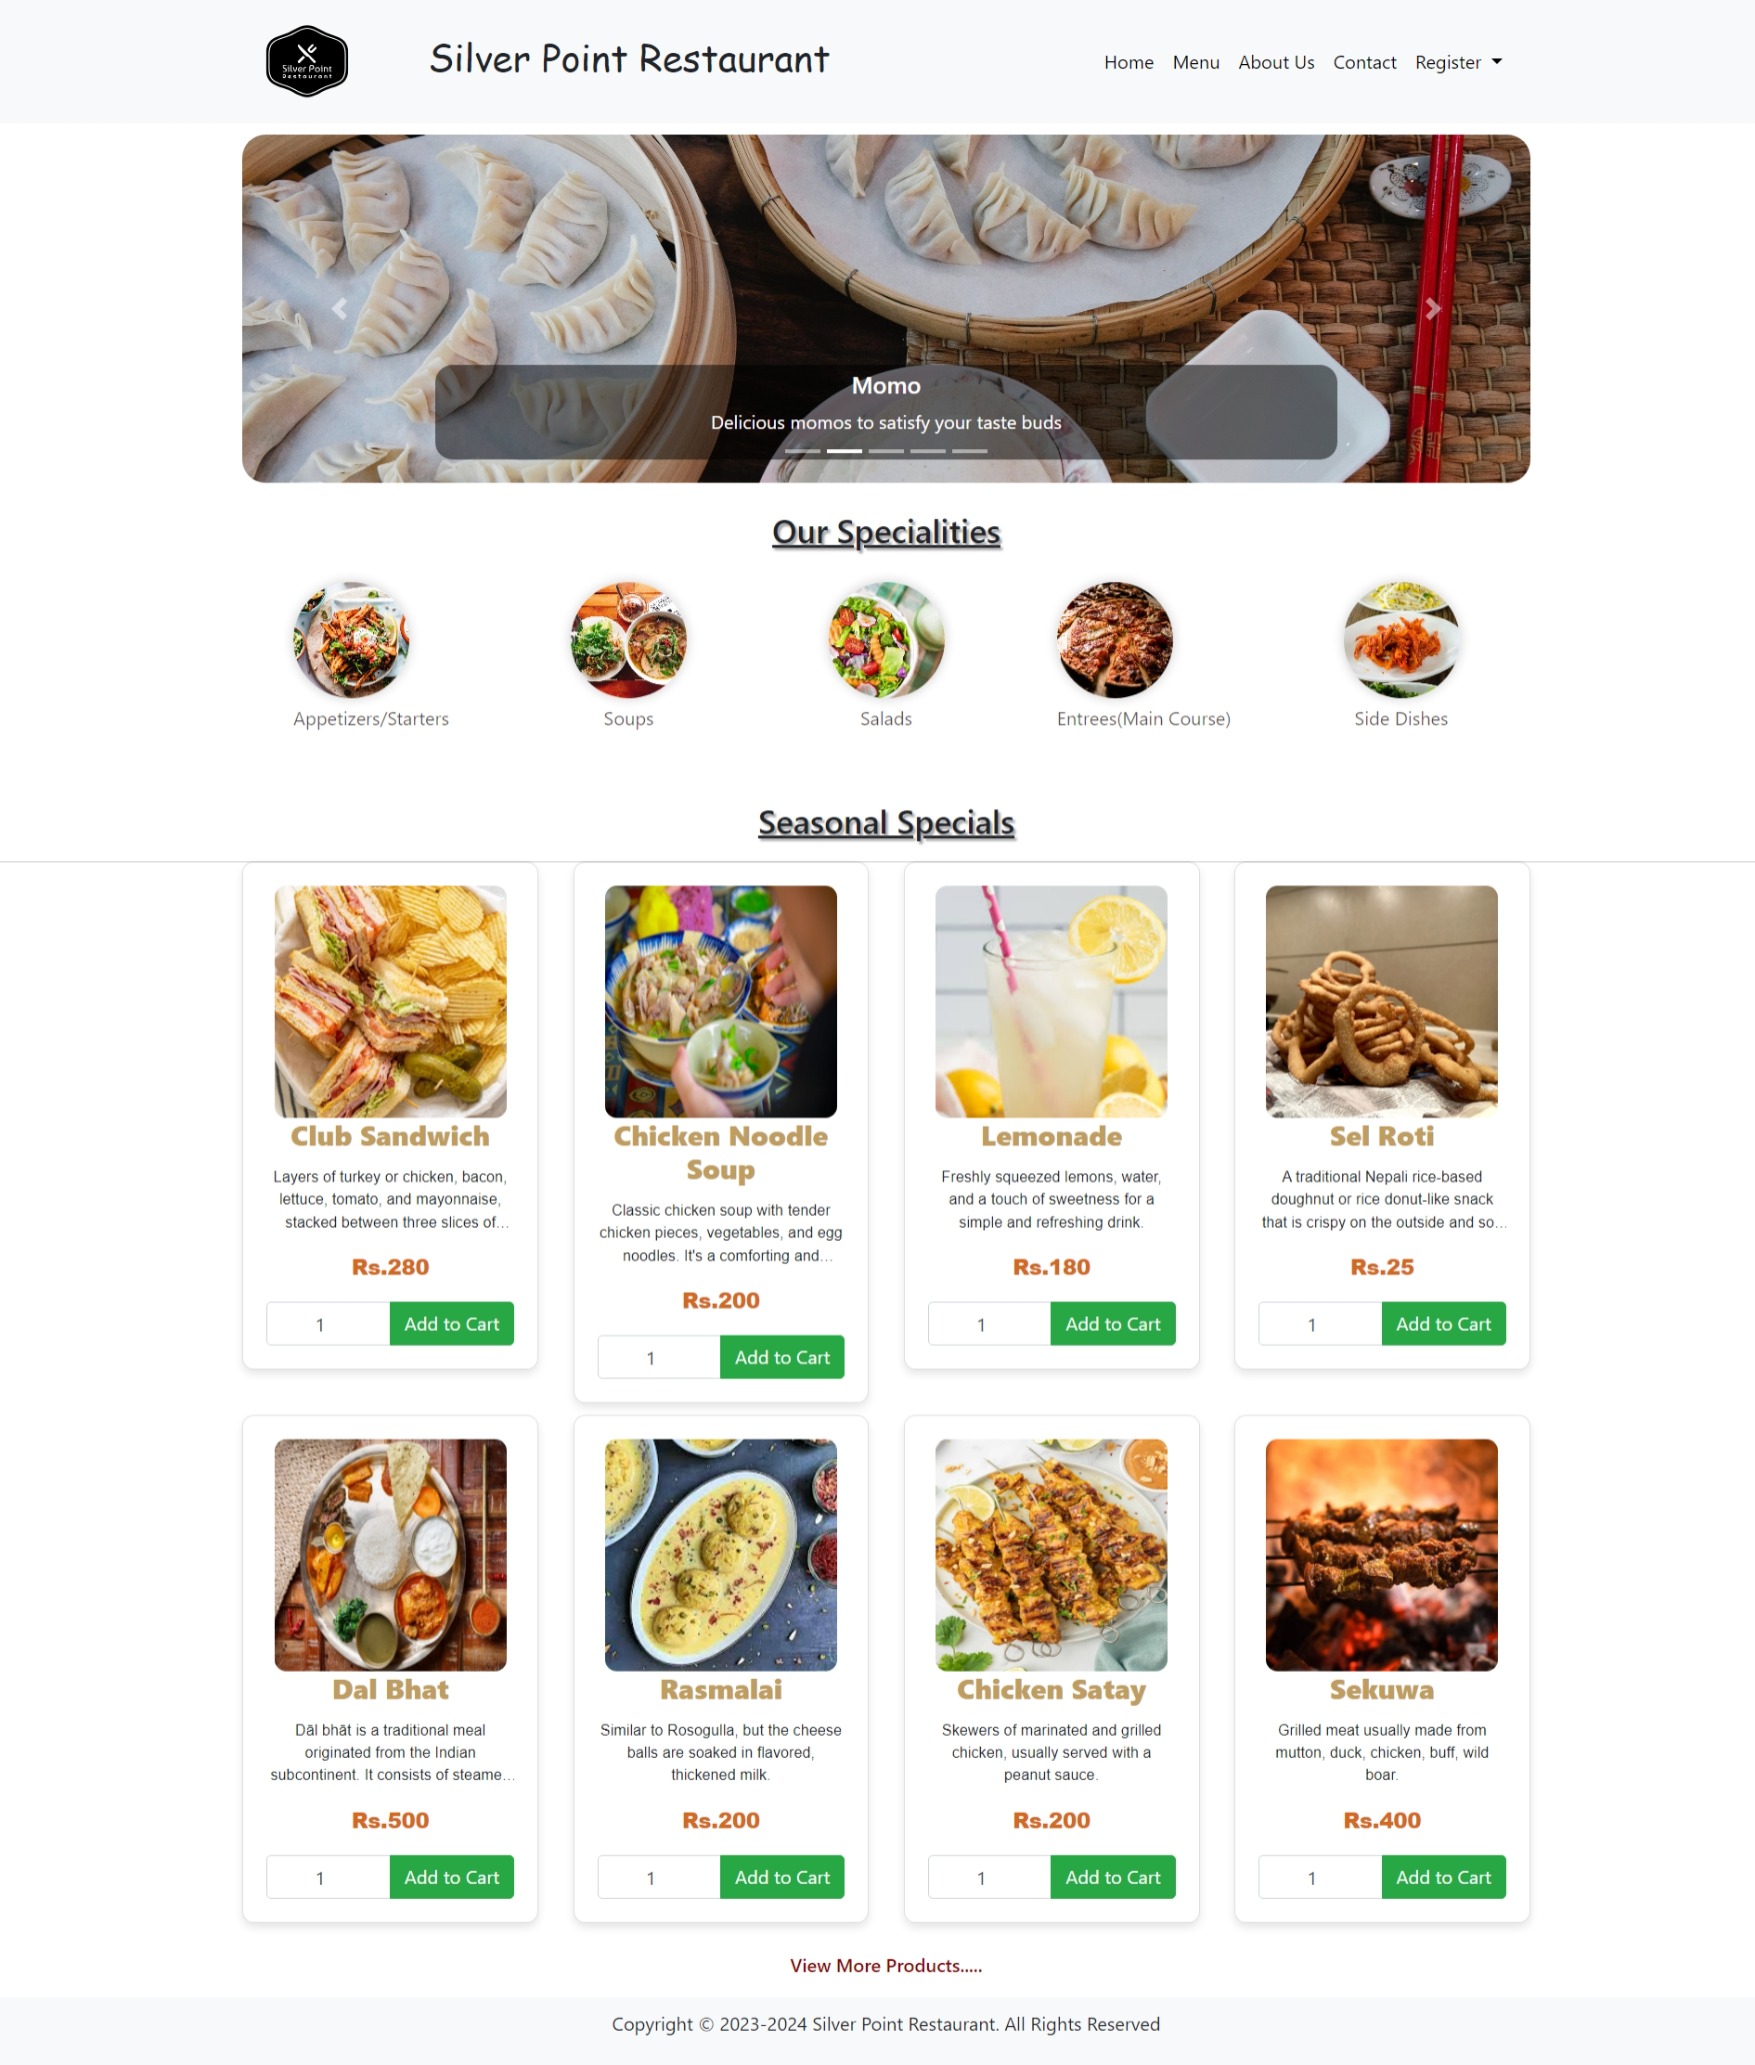 Silver Point
Restaurant
Silver Point Restaurant
Home Menu About Us Contact Register
Momo
Delicious momos to satisfy your taste buds
Our Specialities
Appetizers/Starters
Soups
Salads
Entrees(Main Course)
Side Dishes
Seasonal Specials
Club Sandwich
Layers of turkey or chicken, bacon,
lettuce, tomato, and mayonnaise,
stacked between three slices of...
Rs.280
1 Add to Cart
Chicken Noodle
Soup
Classic chicken soup with tender
chicken pieces, vegetables, and egg
noodles. It's a comforting and...
Rs.200
1 Add to Cart
Lemonade
Freshly squeezed lemons, water,
and a touch of sweetness for a
simple and refreshing drink.
Rs.180
1 Add to Cart
Sel Roti
A traditional Nepali rice-based
doughnut or rice donut-like snack
that is crispy on the outside and so...
Rs.25
1 Add to Cart
Dal Bhat
Dāl bhāt is a traditional meal
originated from the Indian
subcontinent. It consists of steame...
Rs.500
1 Add to Cart
Rasmalai
Similar to Rosogulla, but the cheese
balls are soaked in flavored,
thickened milk.
Rs.200
1 Add to Cart
Chicken Satay
Skewers of marinated and grilled
chicken, usually served with a
peanut sauce.
Rs.200
1 Add to Cart
Sekuwa
Grilled meat usually made from
mutton, duck, chicken, buff, wild
boar.
Rs.400
1 Add to Cart
View More Products.....
Copyright © 2023-2024 Silver Point Restaurant. All Rights Reserved